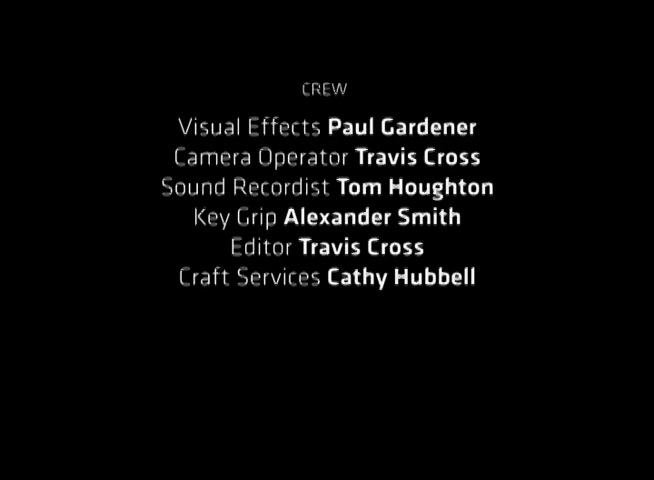 CREW
Visual Effects Paul Gardener
Camera Operator Travis Cross
Sound Recordist Tom Houghton
Key Grip Alexander Smith
Editor Travis Cross
Craft Services Cathy Hubbell